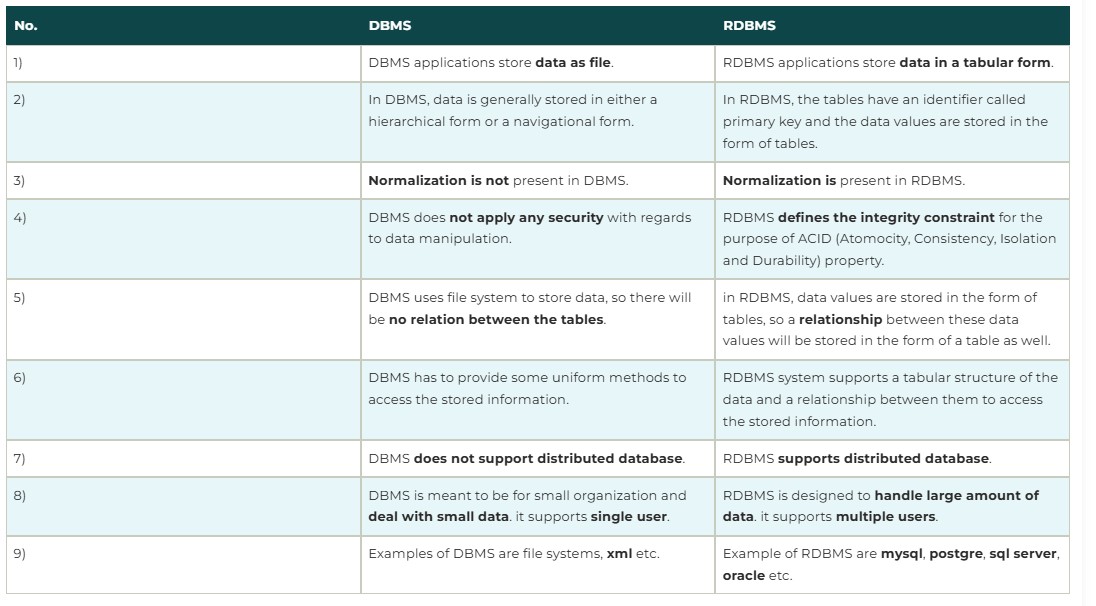 No. DBMS RDBMS
1) DBMS applications store data as file. RDBMS applications store data in a tabular form.
2) In DBMS, data is generally stored in either a
hierarchical form or a navigational form.
In RDBMS, the tables have an identifier called
primary key and the data values are stored in the
form of tables.
3) Normalization is not present in DBMS. Normalization is present in RDBMS.
4) DBMS does not apply any security with regards
to data manipulation.
RDBMS defines the integrity constraint for the
purpose of ACID (Atomocity, Consistency, Isolation
and Durability) property.
5) DBMS uses file system to store data, so there will
be no relation between the tables.
in RDBMS, data values are stored in the form of
tables, so a relationship between these data
values will be stored in the form of a table as well.
6) DBMS has to provide some uniform methods to
access the stored information.
RDBMS system supports a tabular structure of the
data and a relationship between them to access
the stored information.
7) DBMS does not support distributed database. RDBMS supports distributed database.
8) DBMS is meant to be for small organization and
deal with small data. it supports single user.
RDBMS is designed to handle large amount of
data. it supports multiple users.
9) Examples of DBMS are file systems, xml etc.
Example of RDBMS are mysql, postgre, sql server,
oracle etc.